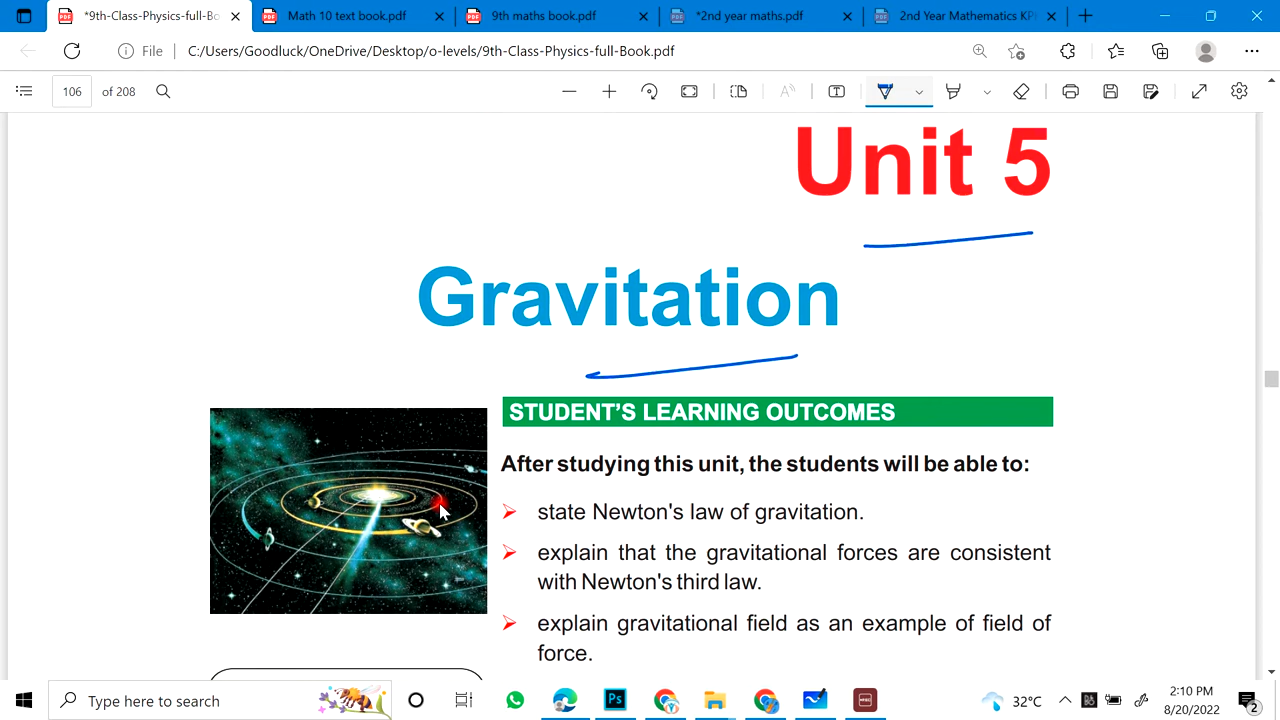 *9th-Class-Physics-full-Bo
Math 10 text book.pdf
9th maths book.pdf
*2nd year maths.pdf
2nd Year Mathematics KP
File
C:/Users/Goodluck/OneDrive/Desktop/o-levels/9th-Class-Physics-full-Book.pdf
106 of 208
Unit 5
Gravitation
STUDENT'S LEARNING OUTCOMES
After studying this unit, the students will be able to:
state Newton's law of gravitation.
explain that the gravitational forces are consistent
with Newton's third law.
explain gravitational field as an example of field of
force.
Type here to search
Ps
32°C
2:10 PM
8/20/2022
2